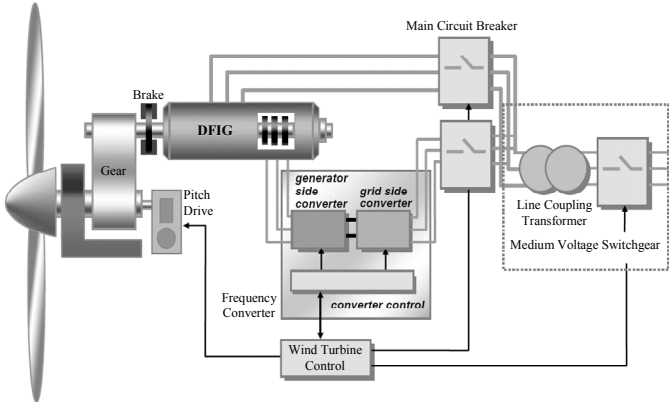 Main Circuit Breaker
Brake
DFIG
Gear
Pitch
Drive
generator
side
converter
grid side
converter
Line Coupling
Transformer
Medium Voltage Switchgear
Frequency
Converter
converter control
Wind Turbine
Control